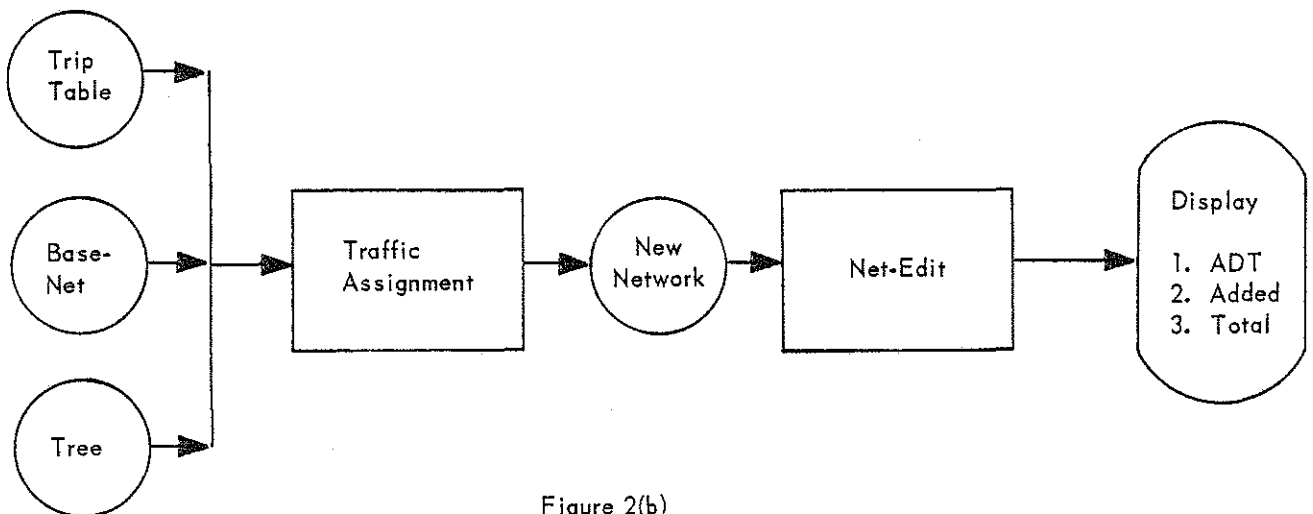 Trip
Table
Base-
Net
Tree
Traffic
Assignment
New
Network
Net-Edit
Display
1. ADT
2. Added
3. Total
Figure 2(b)